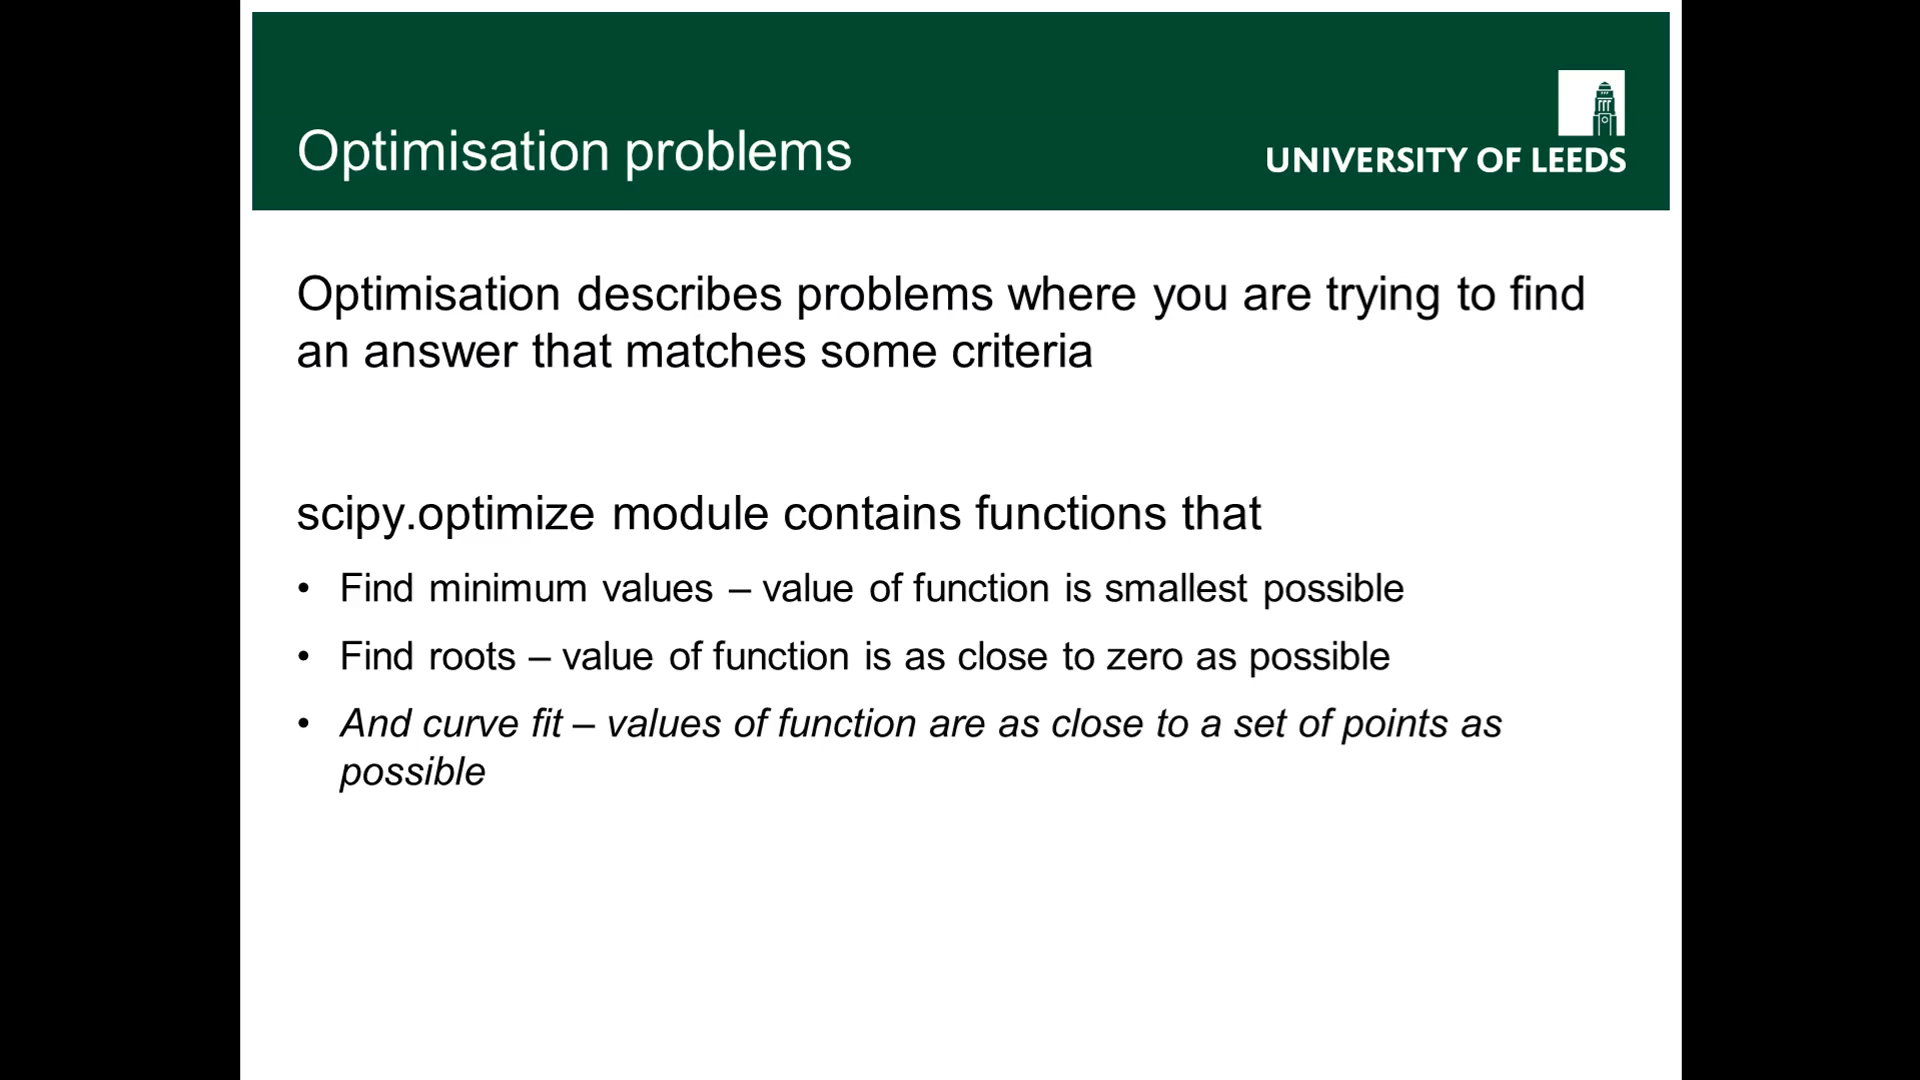 Optimisation problems
UNIVERSITY OF LEEDS
Optimisation describes problems where you are trying to find
an answer that matches some criteria
scipy.optimize module contains functions that
• Find minimum values – value of function is smallest possible
• Find roots – value of function is as close to zero as possible
• And curve fit – values of function are as close to a set of points as
possible